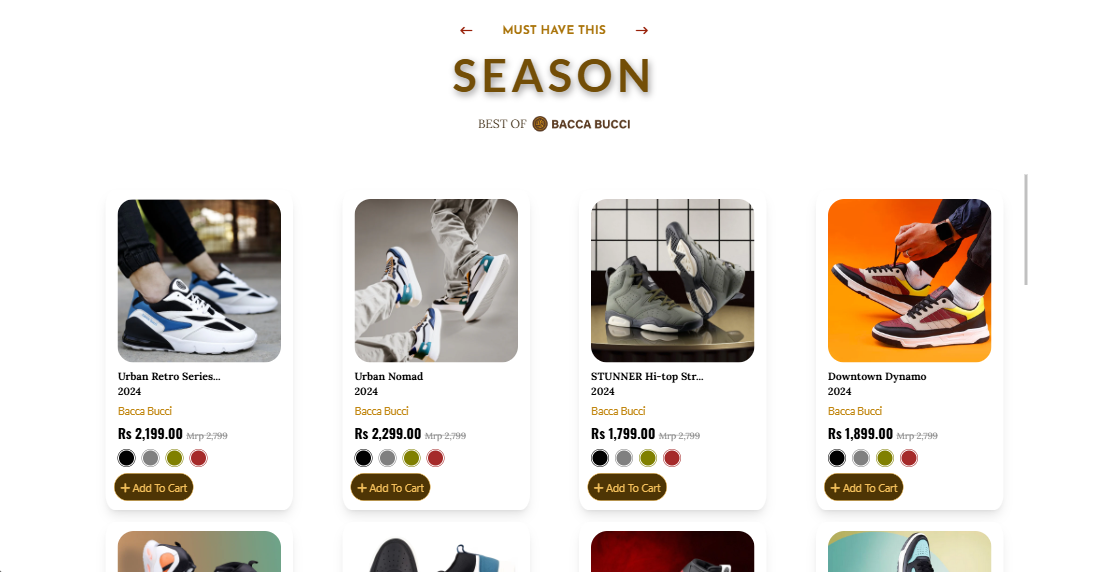 ← MUST HAVE THIS →
SEASON
BEST OF BACCA BUCCI
Urban Retro Series...
2024
Bacca Bucci
Rs 2,199.00 Mrp 2,799
+ Add To Cart
Urban Nomad
2024
Bacca Bucci
Rs 2,299.00 Mrp 2,799
+ Add To Cart
STUNNER Hi-top Str...
2024
Bacca Bucci
Rs 1,799.00 Mrp 2,799
+ Add To Cart
Downtown Dynamo
2024
Bacca Bucci
Rs 1,899.00 Mrp 2,799
+ Add To Cart